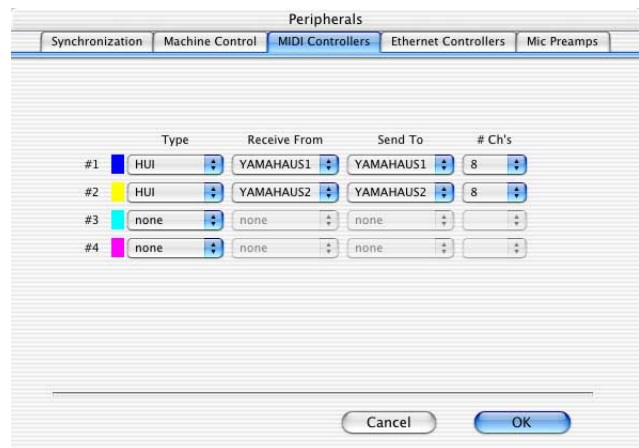 Peripherals
Synchronization Machine Control MIDI Controllers Ethernet Controllers Mic Preamps
Type Receive From Send To # Ch's
#1 HUI YAMAHAUS1 YAMAHAUS1 8
#2 HUI YAMAHAUS2 YAMAHAUS2 8
#3 none none none
#4 none none none
Cancel OK